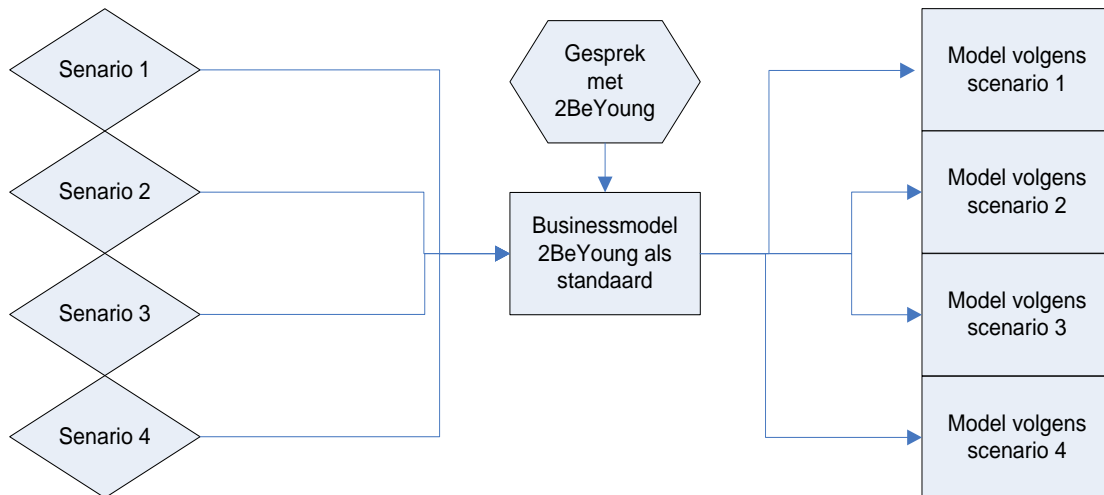 Senario 1
Senario 2
Senario 3
Senario 4
Gesprek
met
2BeYoung
Businessmodel
2BeYoung als
standaard
Model volgens
scenario 1
Model volgens
scenario 2
Model volgens
scenario 3
Model volgens
scenario 4